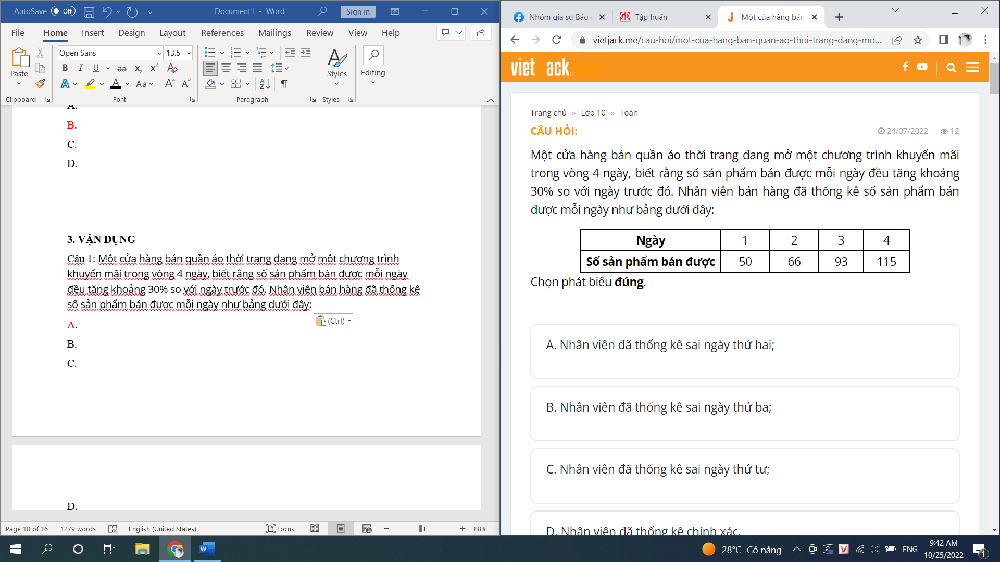 AutoSave Off Document1 - Word Sign in
File Home Insert Design Layout References Mailings Review View Help
Open Sans 13.5
Paste
B I U ab x2 x2 A
A A Aa A A
Styles
Editing
Clipboard Font Paragraph Styles
A.
B.
C.
D.
3. VẬN DỤNG
Câu 1: Một cửa hàng bán quần áo thời trang đang mở một chương trình
khuyến mãi trong vòng 4 ngày, biết rằng số sản phẩm bán được mỗi ngày
đều tăng khoảng 30% so với ngày trước đó. Nhân viên bán hàng đã thống kê
số sản phẩm bán được mỗi ngày như bảng dưới đây:
(Ctrl)
A.
B.
C.
D.
Page 10 of 16 1279 words English (United States) Focus 88%
Nhóm gia sư Bảo Tập huấn Một cửa hàng bán
vietjack.me/cau-hoi/mot-cua-hang-ban-quan-ao-thoi-trang-dang-mo...
vietJack.com
Trang chủ » Lớp 10 » Toán
CÂU HỎI: 24/07/2022 12
Một cửa hàng bán quần áo thời trang đang mở một chương trình khuyến mãi
trong vòng 4 ngày, biết rằng số sản phẩm bán được mỗi ngày đều tăng khoảng
30% so với ngày trước đó. Nhân viên bán hàng đã thống kê số sản phẩm bán
được mỗi ngày như bảng dưới đây:
Ngày 1 2 3 4
Số sản phẩm bán được 50 66 93 115
Chọn phát biểu đúng.
A. Nhân viên đã thống kê sai ngày thứ hai;
B. Nhân viên đã thống kê sai ngày thứ ba;
C. Nhân viên đã thống kê sai ngày thứ tư;
D. Nhân viên đã thống kê chính xác.
28°C Có nắng ENG 9:42 AM
10/25/2022 1